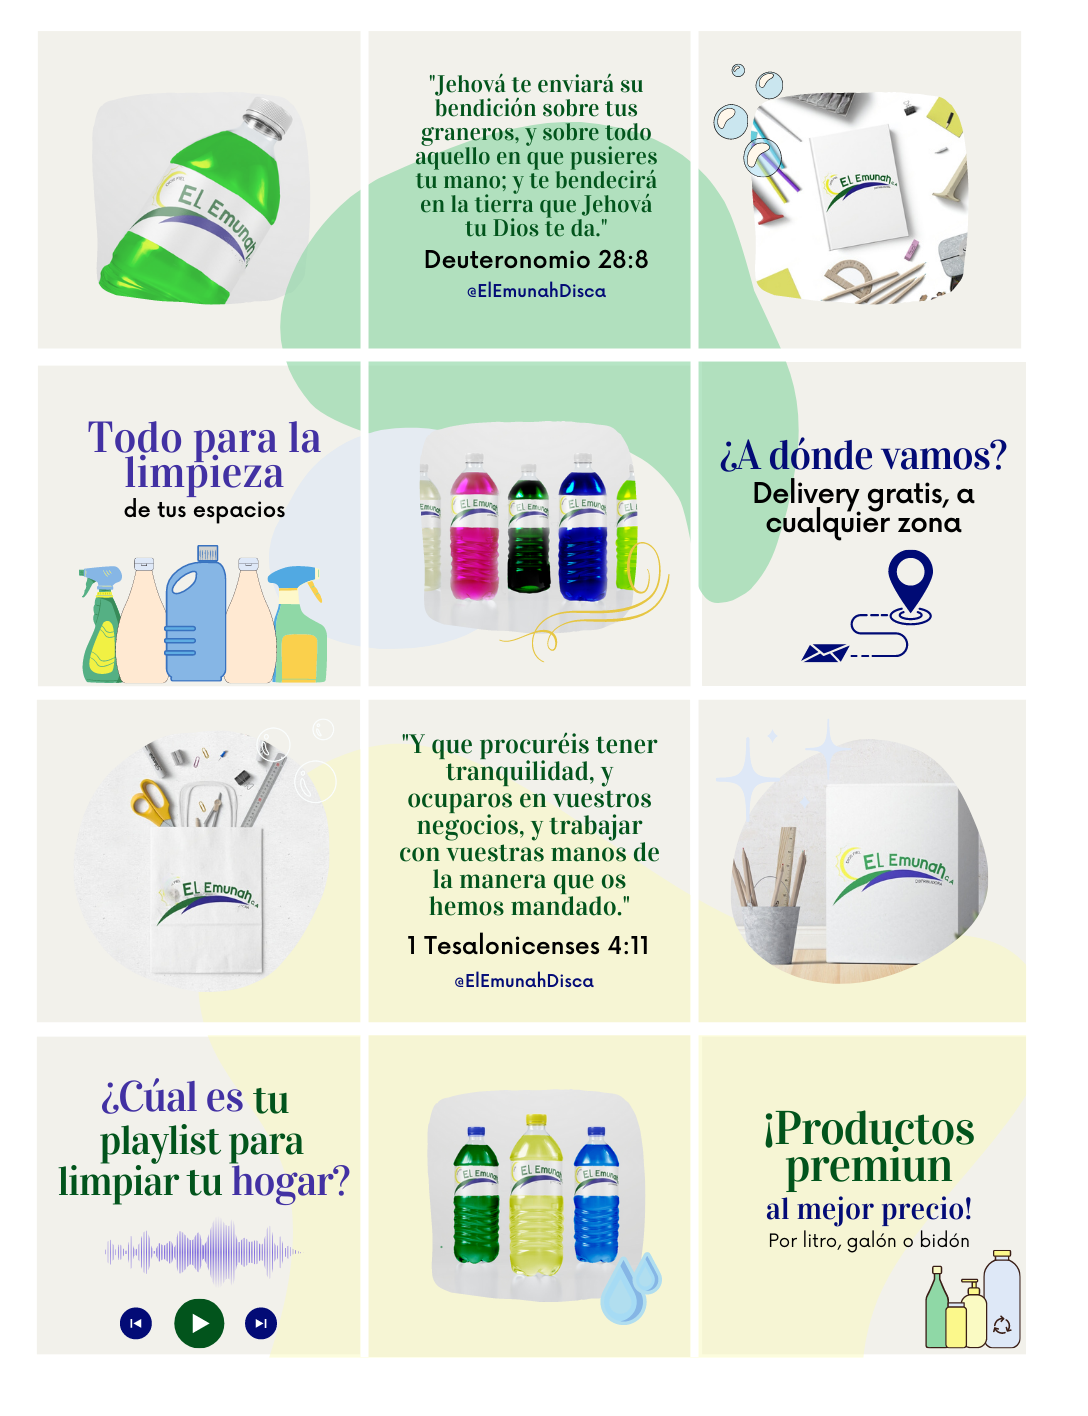 EL Emunah
"Jehová te enviará su
bendición sobre tus
graneros, y sobre todo
aquello en que pusieres
tu mano; y te bendecirá
en la tierra que Jehová
tu Dios te da."
Deuteronomio 28:8
@ElEmunahDisca
EL Emunah C.A
Todo para la
limpieza
de tus espacios
EL Emunah
EL Emunah
EL Emunah
EL Emunah
¿A dónde vamos?
Delivery gratis, a
cualquier zona
EL Emunah C.A
"Y que procuréis tener
tranquilidad, y
ocuparos en vuestros
negocios, y trabajar
con vuestras manos de
la manera que os
hemos mandado."
1 Tesalonicenses 4:11
@ElEmunahDisca
EL Emunah C.A
¿Cúal es tu
playlist para
limpiar tu hogar?
EL Emunah
EL Emunah
EL Emunah
¡Productos
premiun
al mejor precio!
Por litro, galón o bidón